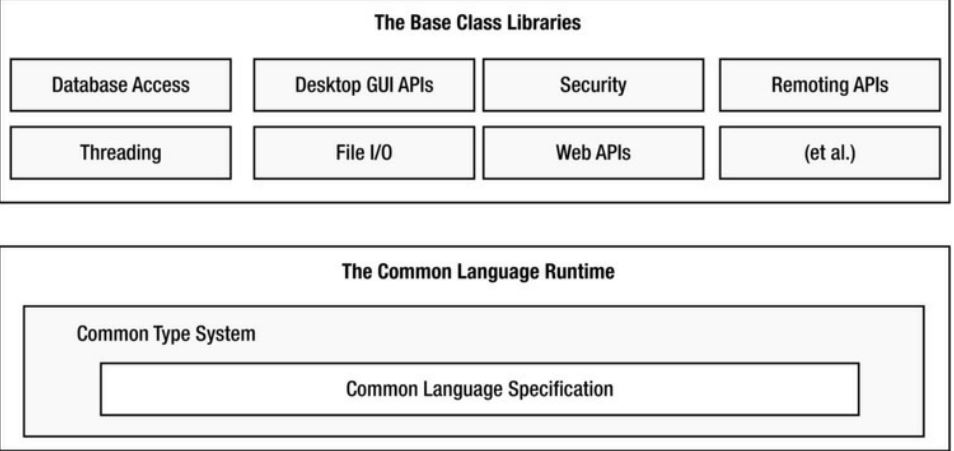 The Base Class Libraries
Database Access
Desktop GUI APIs
Security
Remoting APIs
Threading
File I/O
Web APIs
(et al.)
The Common Language Runtime
Common Type System
Common Language Specification